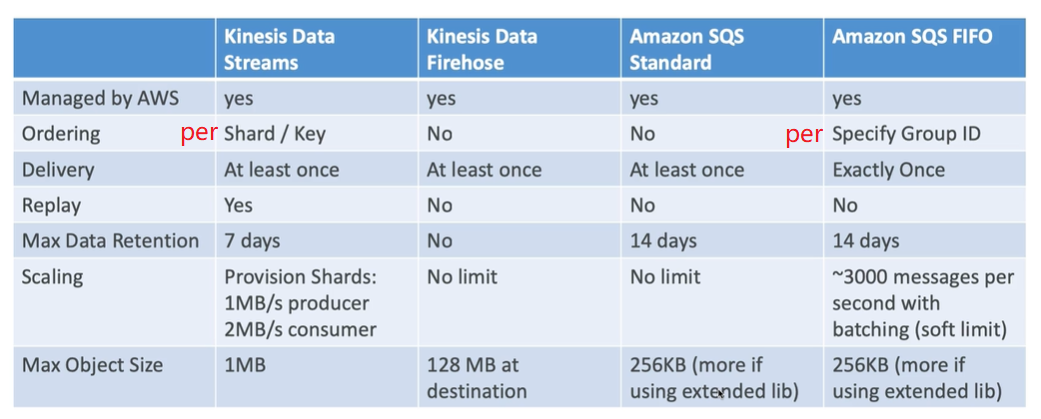 Kinesis Data Streams
Kinesis Data Firehose
Amazon SQS Standard
Amazon SQS FIFO
Managed by AWS
yes
yes
yes
yes
Ordering
per Shard / Key
No
No
per Specify Group ID
Delivery
At least once
At least once
At least once
Exactly Once
Replay
Yes
No
No
No
Max Data Retention
7 days
No
14 days
14 days
Scaling
Provision Shards:
1MB/s producer
2MB/s consumer
No limit
No limit
~3000 messages per
second with
batching (soft limit)
Max Object Size
1MB
128 MB at
destination
256KB (more if
using extended lib)
256KB (more if
using extended lib)